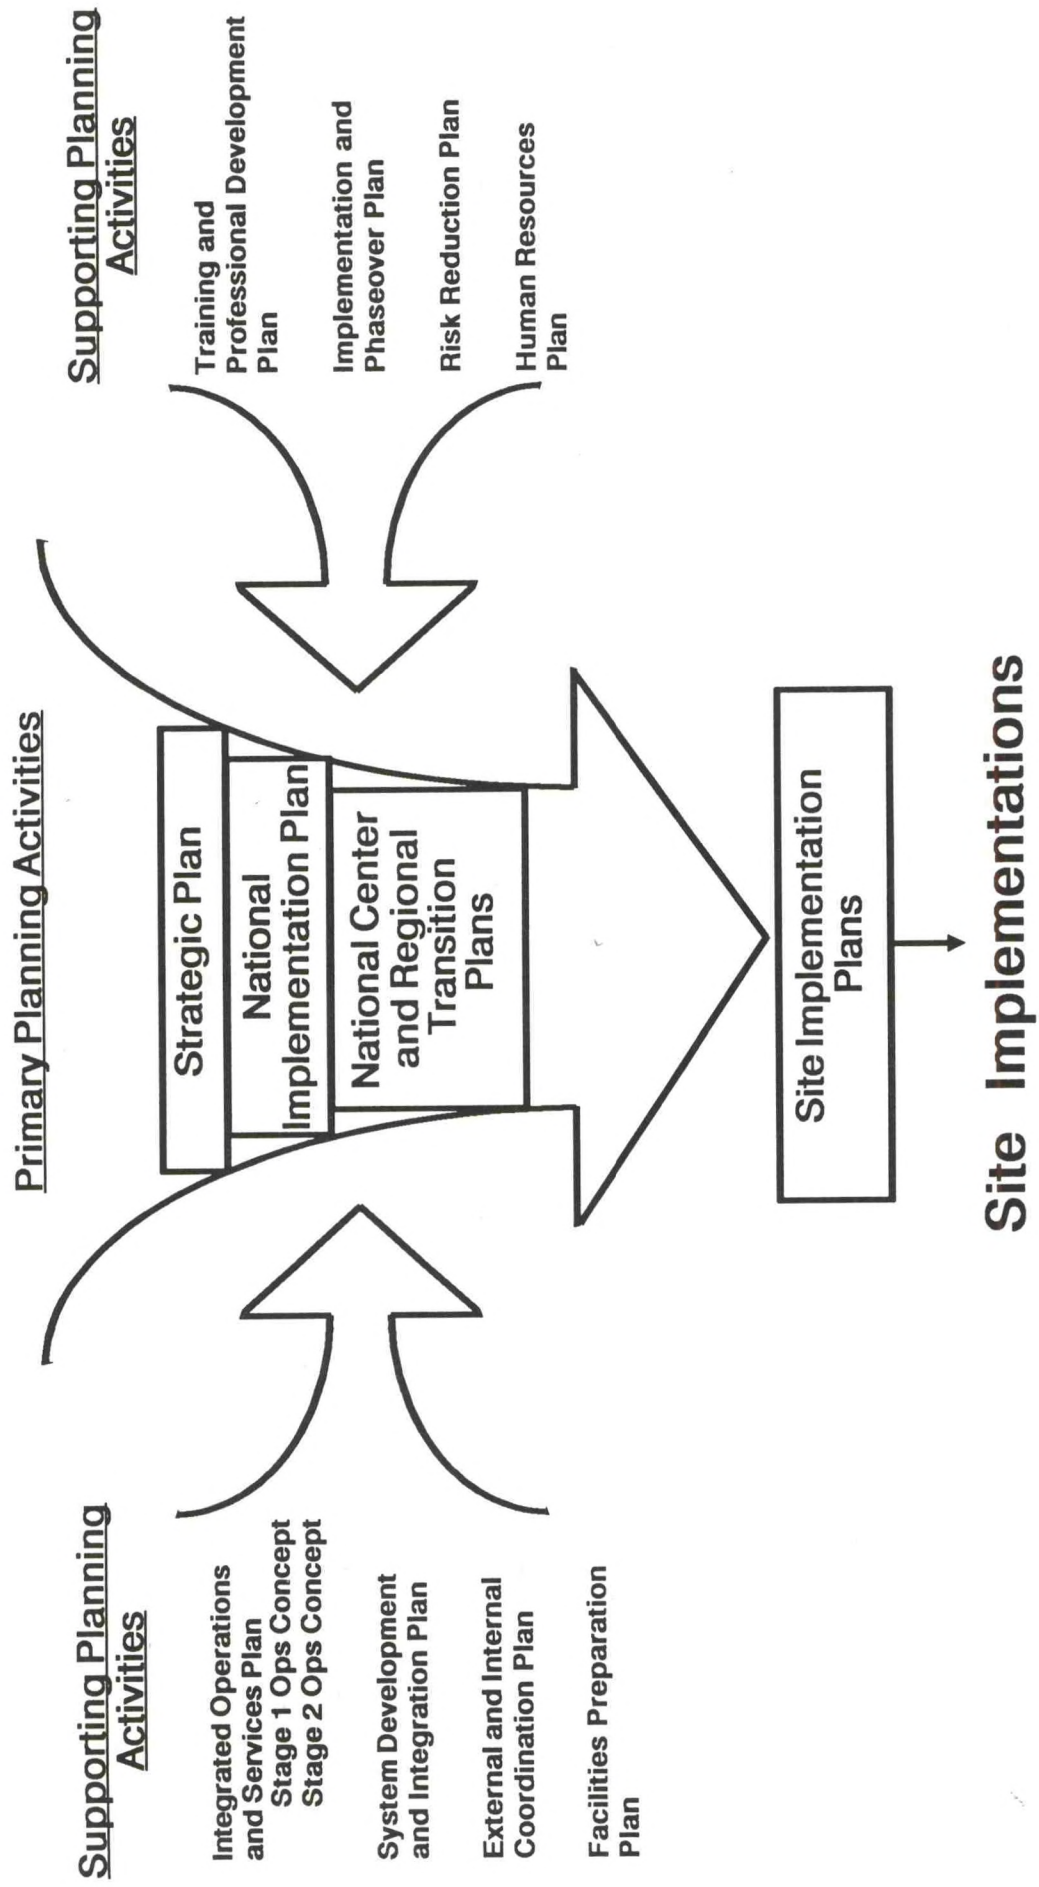 Primary Planning Activities
Supporting Planning
Activities
Integrated Operations
and Services Plan
Stage 1 Ops Concept
Stage 2 Ops Concept
System Development
and Integration Plan
External and Internal
Coordination Plan
Facilities Preparation
Plan
Strategic Plan
National
Implementation Plan
National Center
and Regional
Transition
Plans
Site Implementation
Plans
Site Implementations
Supporting Planning
Activities
Training and
Professional Development
Plan
Implementation and
Phaseover Plan
Risk Reduction Plan
Human Resources
Plan